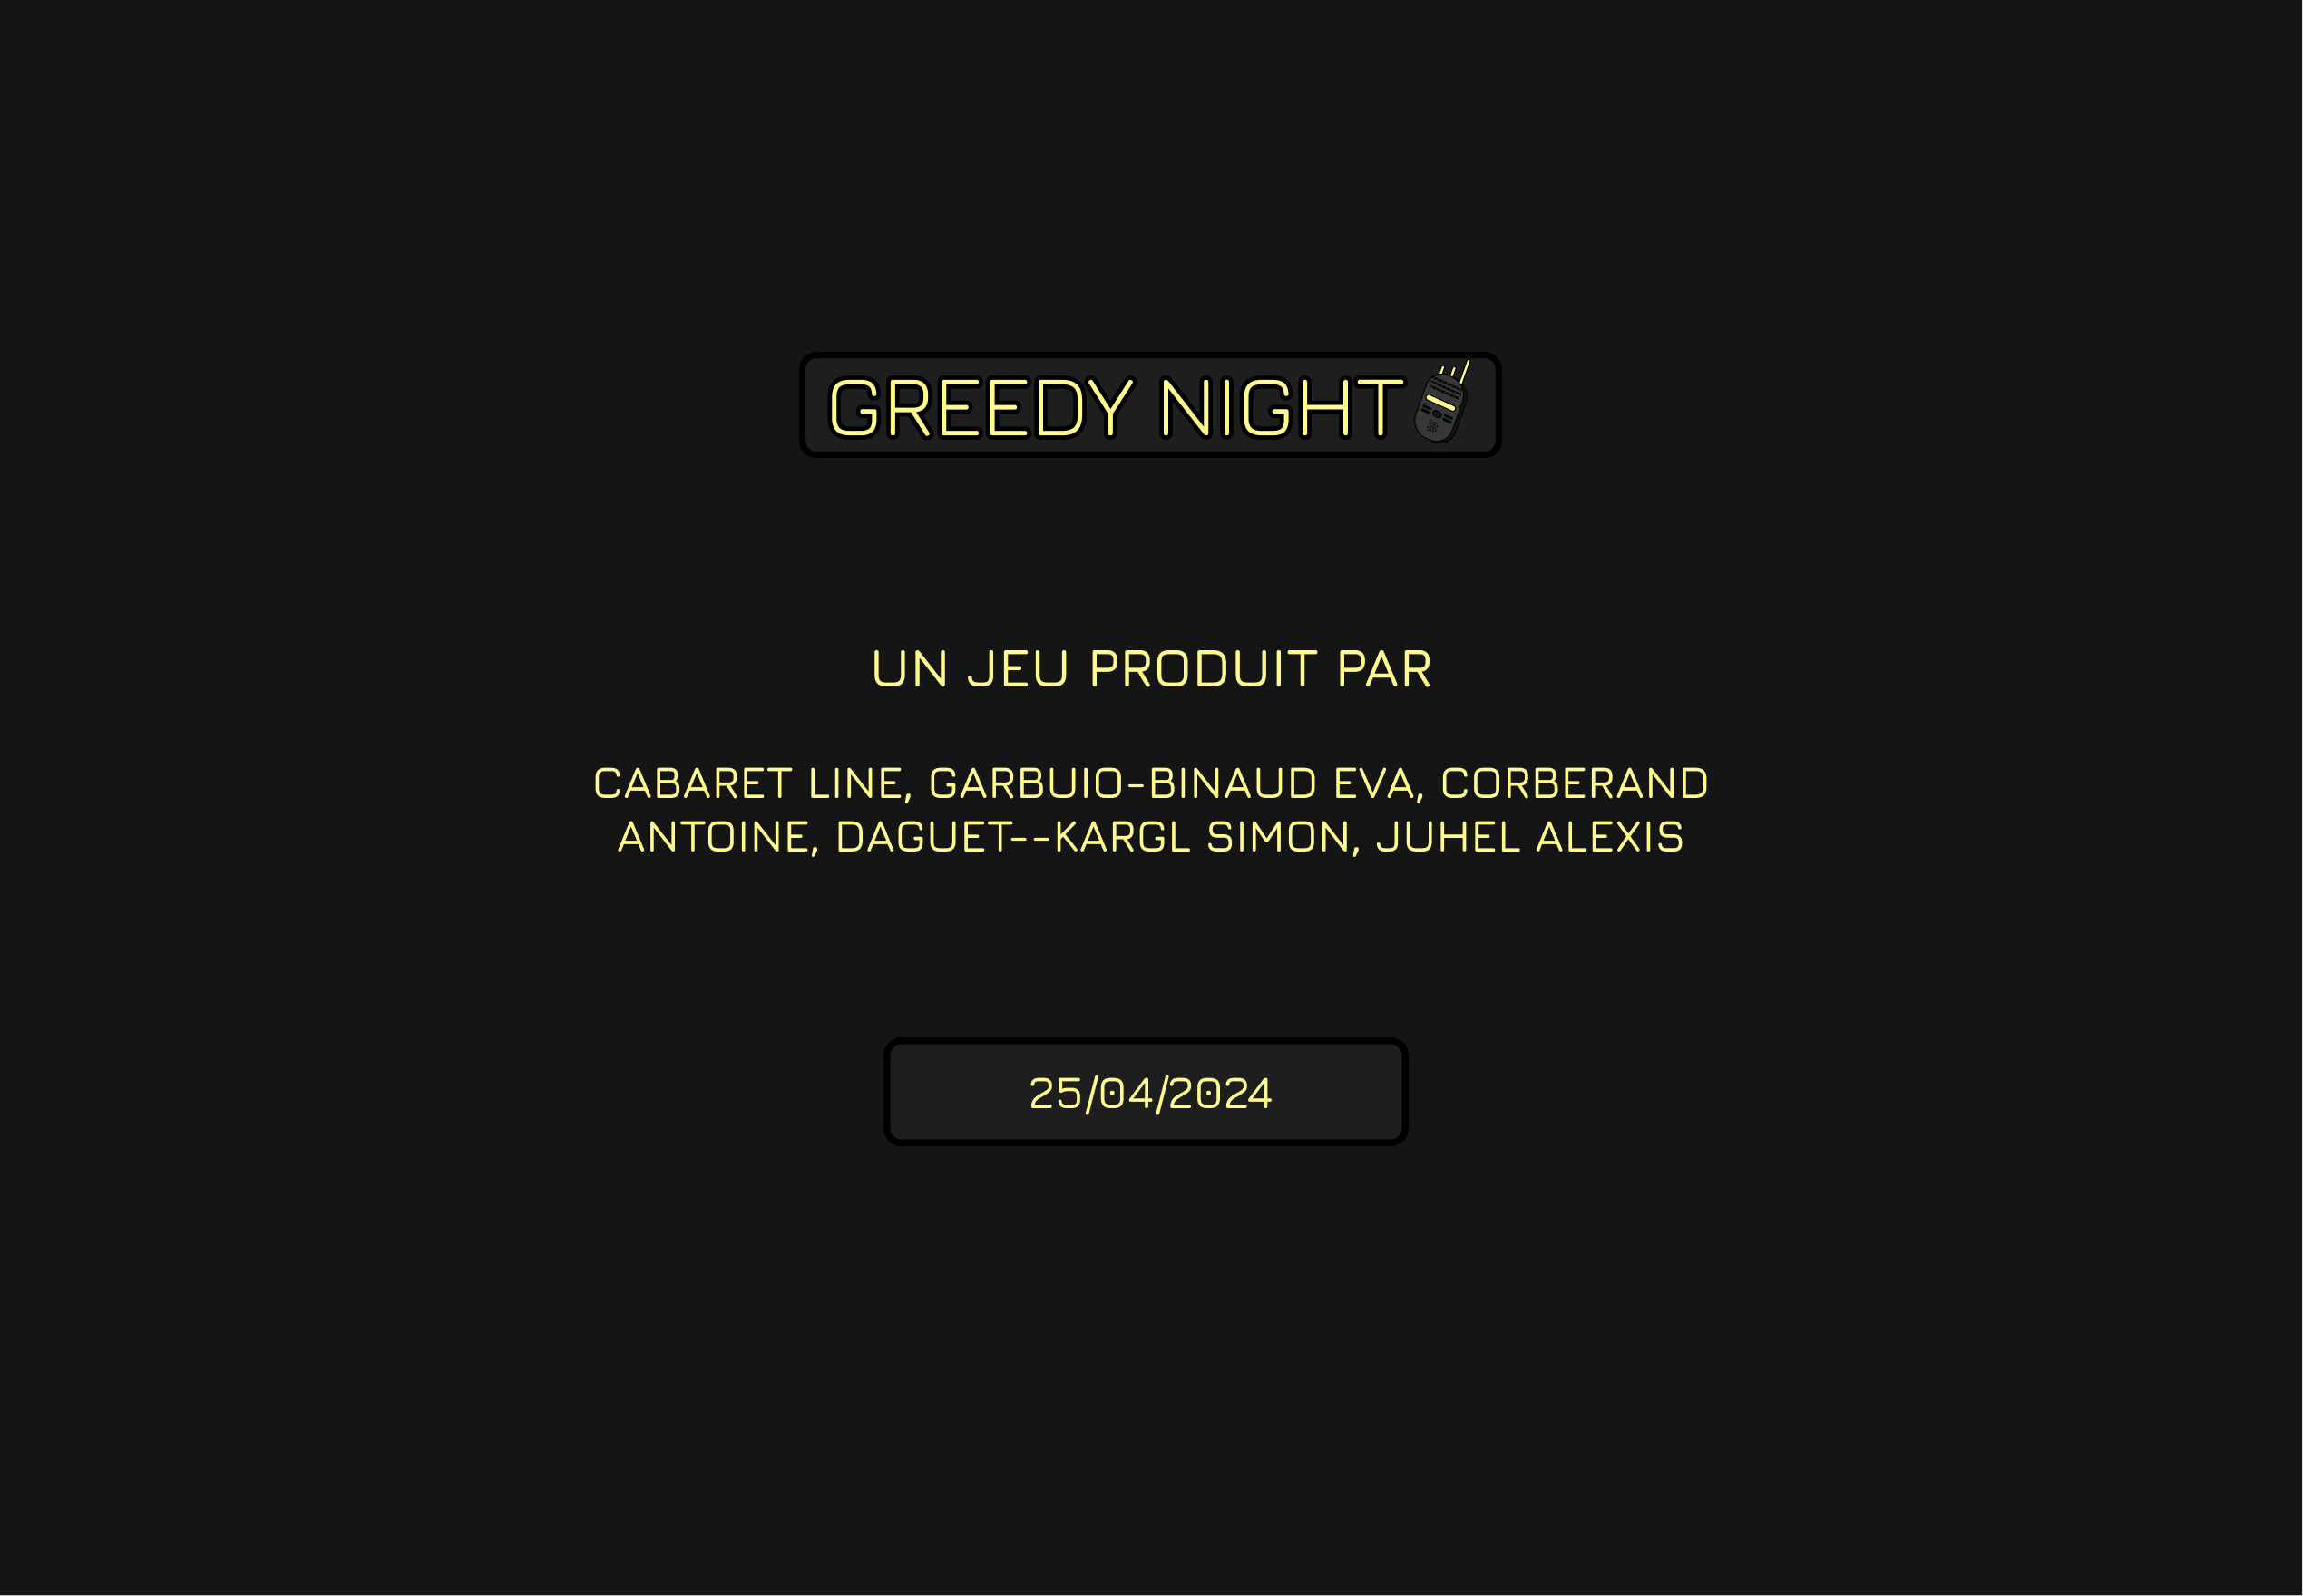 GREEDY NIGHT
UN JEU PRODUIT PAR
CABARET LINE, GARBUIO-BINAUD EVA, CORBERAND
ANTOINE, DAGUET--KARGL SIMON, JUHEL ALEXIS
25/04/2024